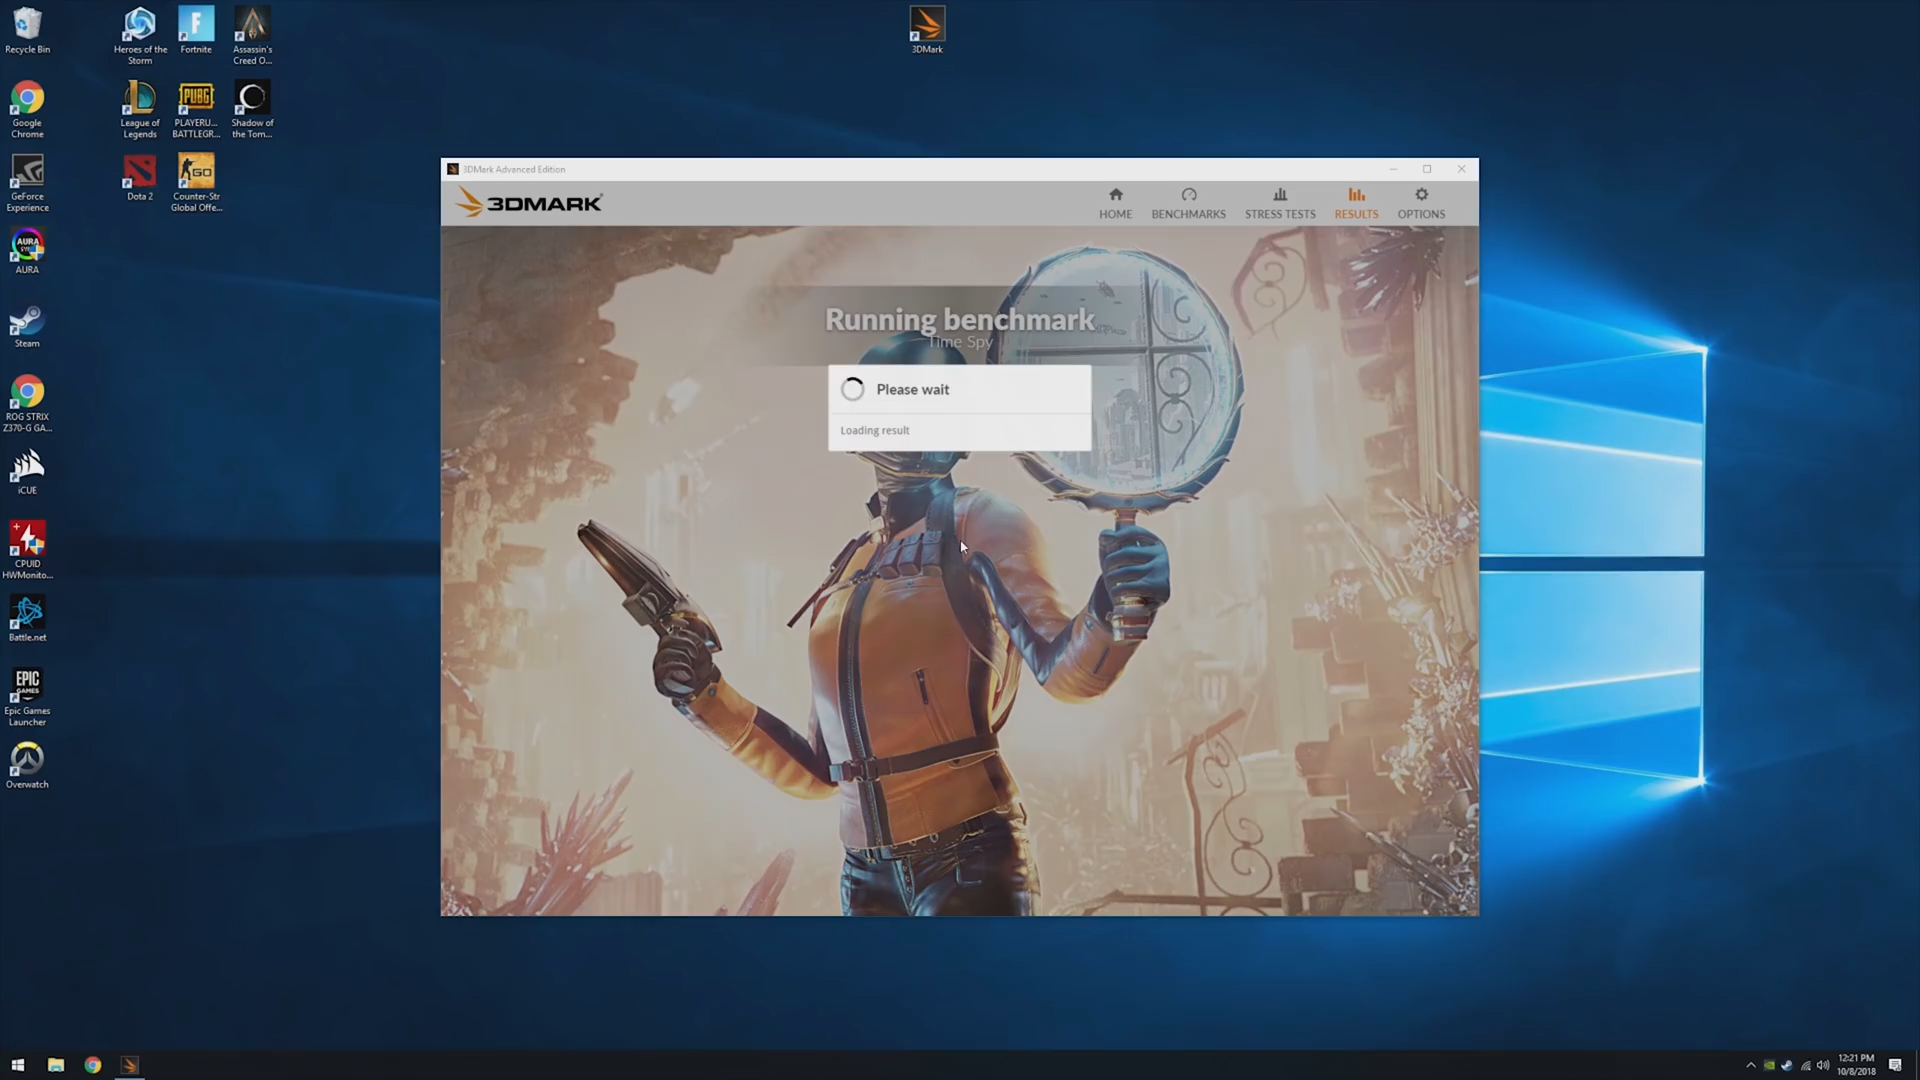 Recycle Bin
Heroes of the
Storm
Fortnite
Assassin's
Creed O...
3DMark
Google
Chrome
League of
Legends
PUBG
PLAYERU...
BATTLEGR...
Shadow of
the Tom...
GeForce
Experience
Dota 2
GO
Counter-Str
Global Offe...
AURA
AURA
Steam
ROG STRIX
Z370-G GA...
iCUE
CPUID
HWMonito...
Battle.net
EPIC
GAMES
Epic Games
Launcher
Overwatch
3DMark Advanced Edition
3DMARK
HOME
BENCHMARKS
STRESS TESTS
RESULTS
OPTIONS
Running benchmark
Time Spy
Please wait
Loading result
12:21 PM
10/8/2018